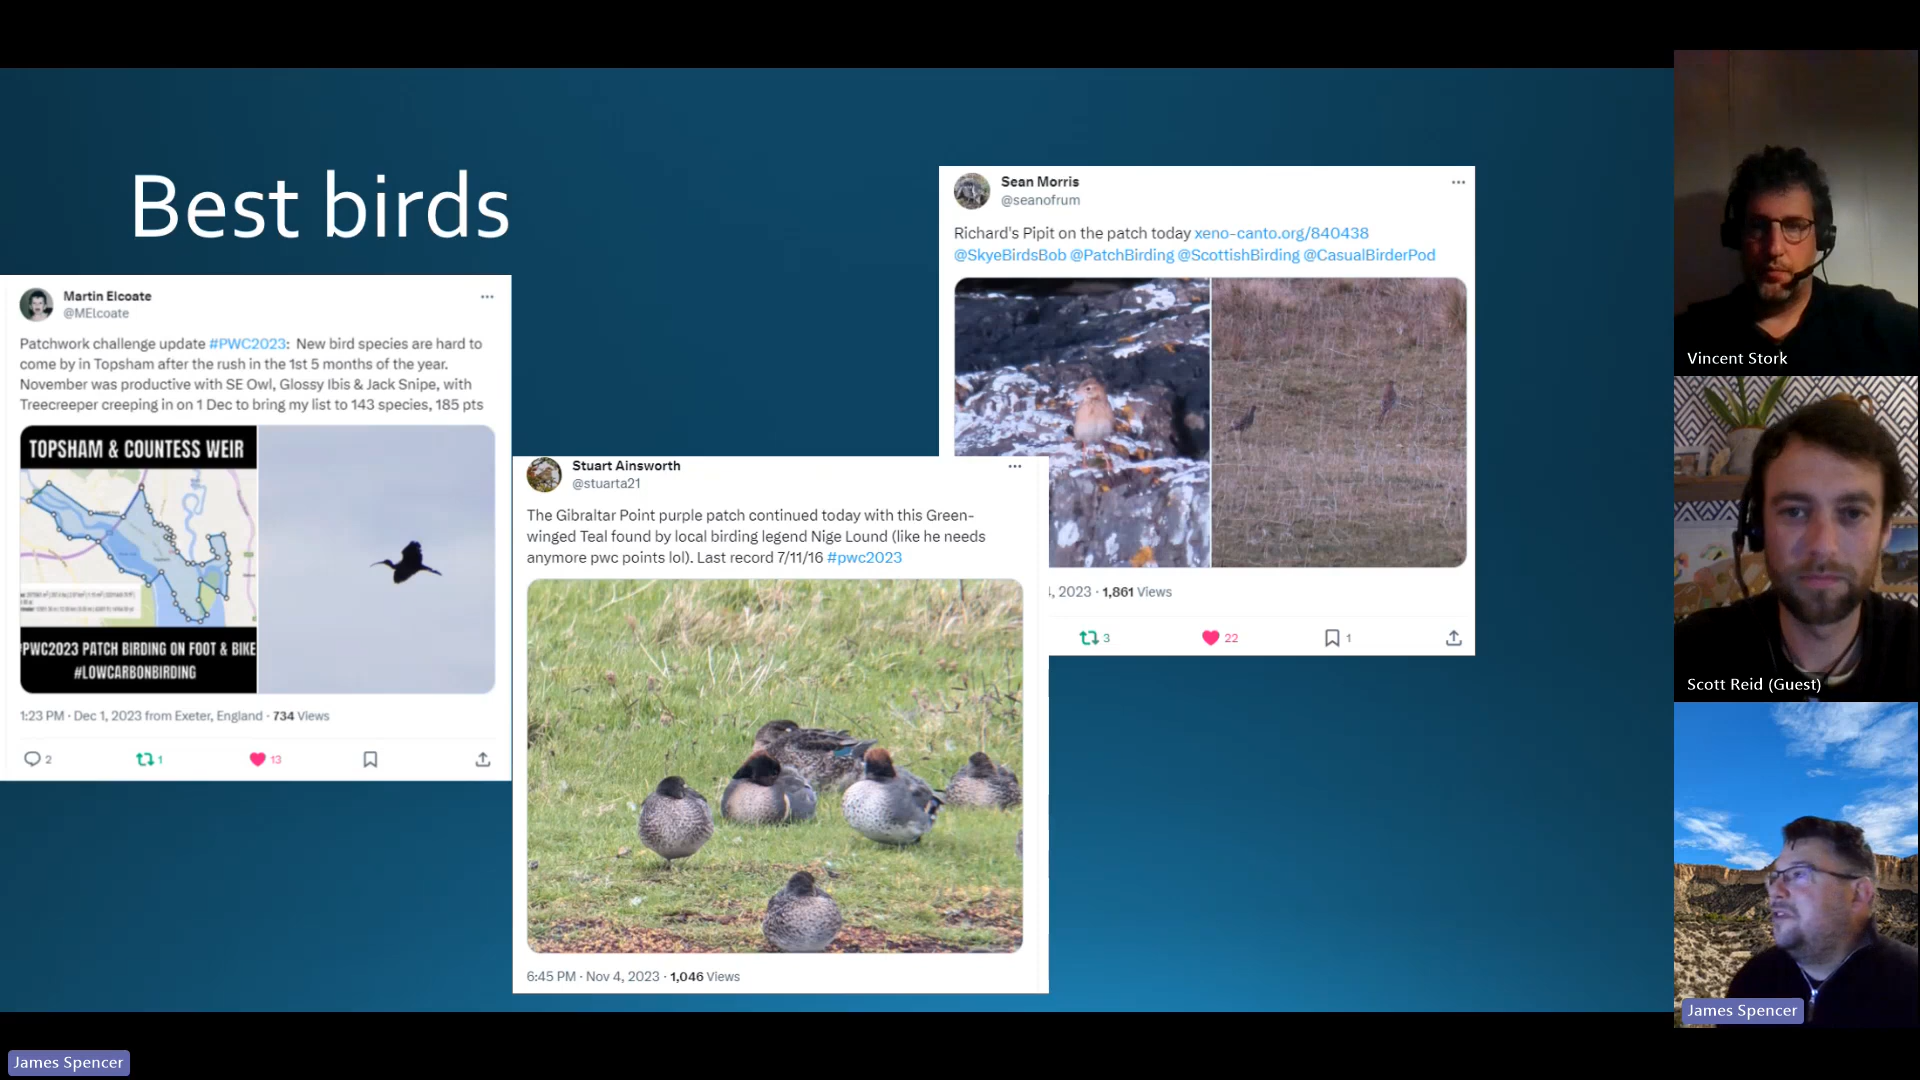 Best birds
Martin Elcoate
@MElcoate
Patchwork challenge update #PWC2023: New bird species are hard to
come by in Topsham after the rush in the 1st 5 months of the year.
November was productive with SE Owl, Glossy Ibis & Jack Snipe, with
Treecreeper creeping in on 1 Dec to bring my list to 143 species, 185 pts
TOPSHAM & COUNTESS WEIR
PWC2023 PATCH BIRDING ON FOOT & BIKE
#LOWCARBONBIRDING
1:23 PM · Dec 1, 2023 from Exeter, England · 734 Views
2
1
13
Stuart Ainsworth
@stuarta21
The Gibraltar Point purple patch continued today with this Green-
winged Teal found by local birding legend Nige Lound (like he needs
anymore pwc points lol). Last record 7/11/16 #pwc2023
6:45 PM · Nov 4, 2023 · 1,046 Views
Sean Morris
@seanofrum
Richard's Pipit on the patch today xeno-canto.org/840438
@SkyeBirdsBob @PatchBirding @ScottishBirding @CasualBirderPod
, 2023 · 1,861 Views
3
22
1
Vincent Stork
Scott Reid (Guest)
James Spencer
James Spencer